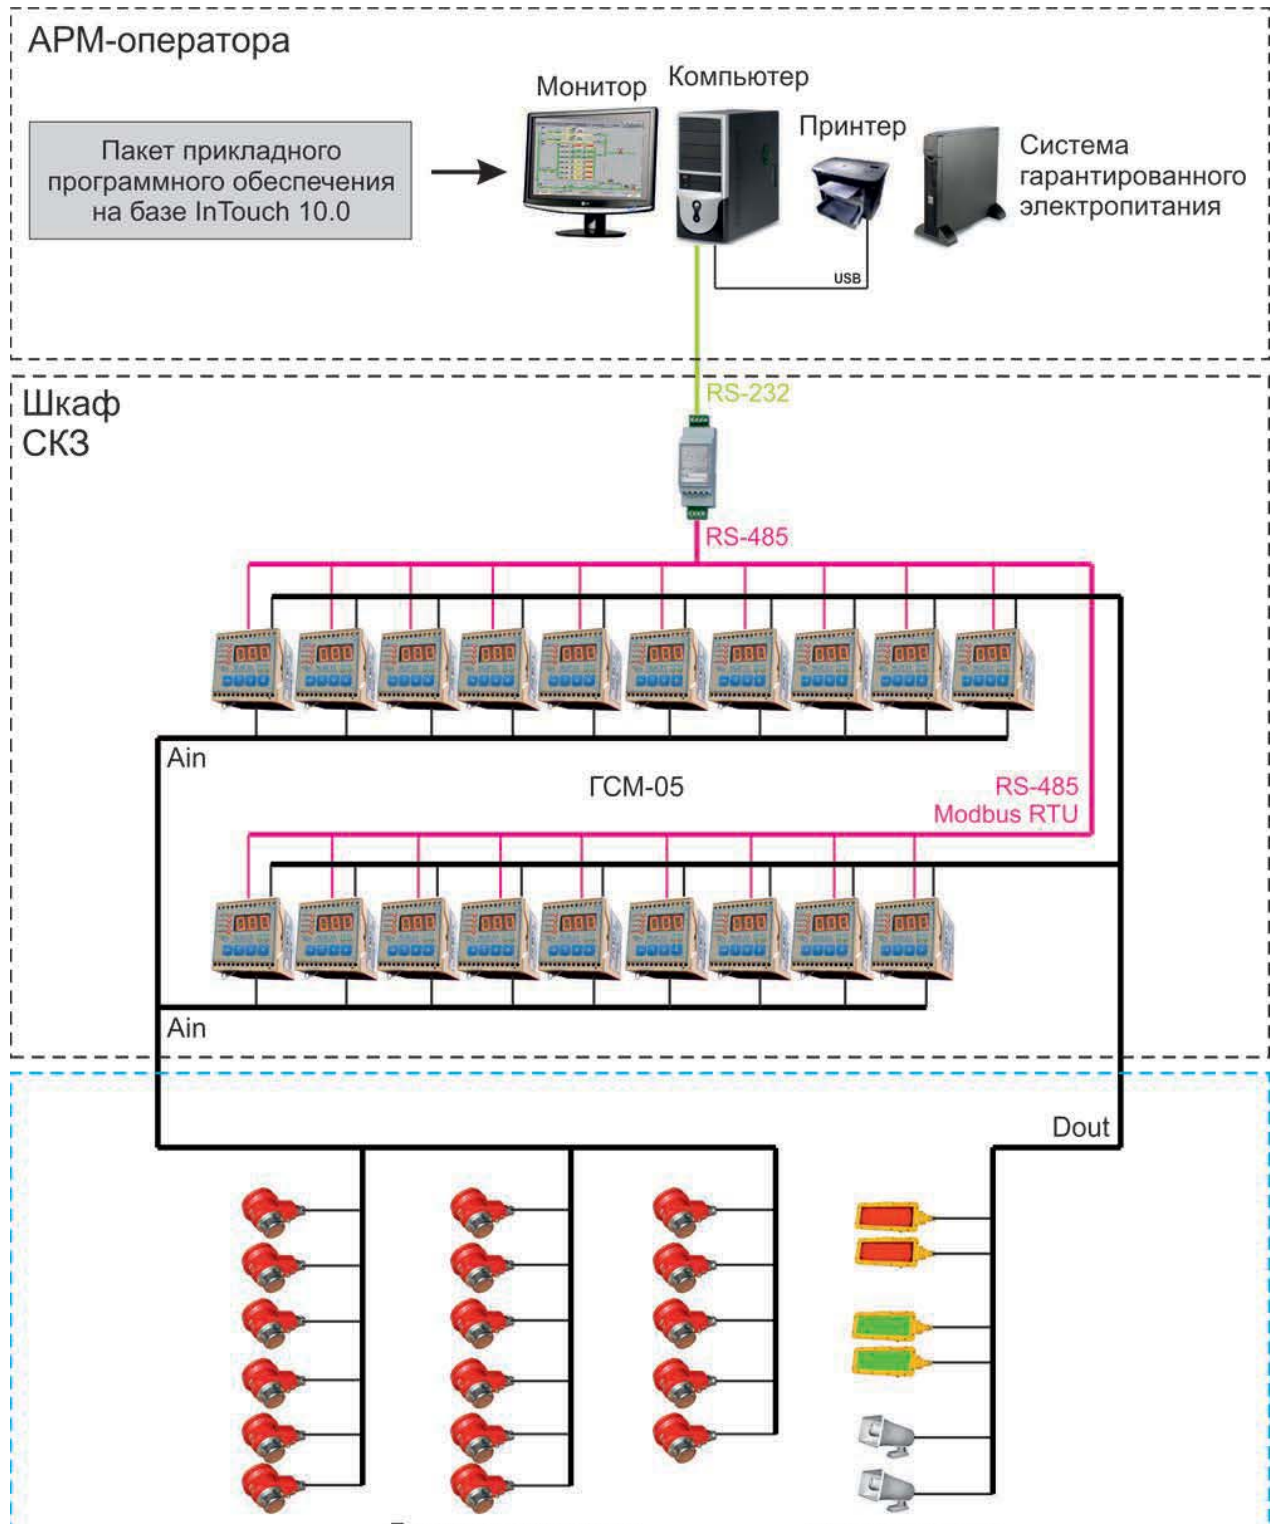 АРМ-оператора
Монитор
Компьютер
Принтер
Система
гарантированного
электропитания
Пакет прикладного
программного обеспечения
на базе InTouch 10.0
USB
RS-232
Шкаф
СКЗ
RS-485
Ain
ГСМ-05
RS-485
Modbus RTU
Ain
Dout